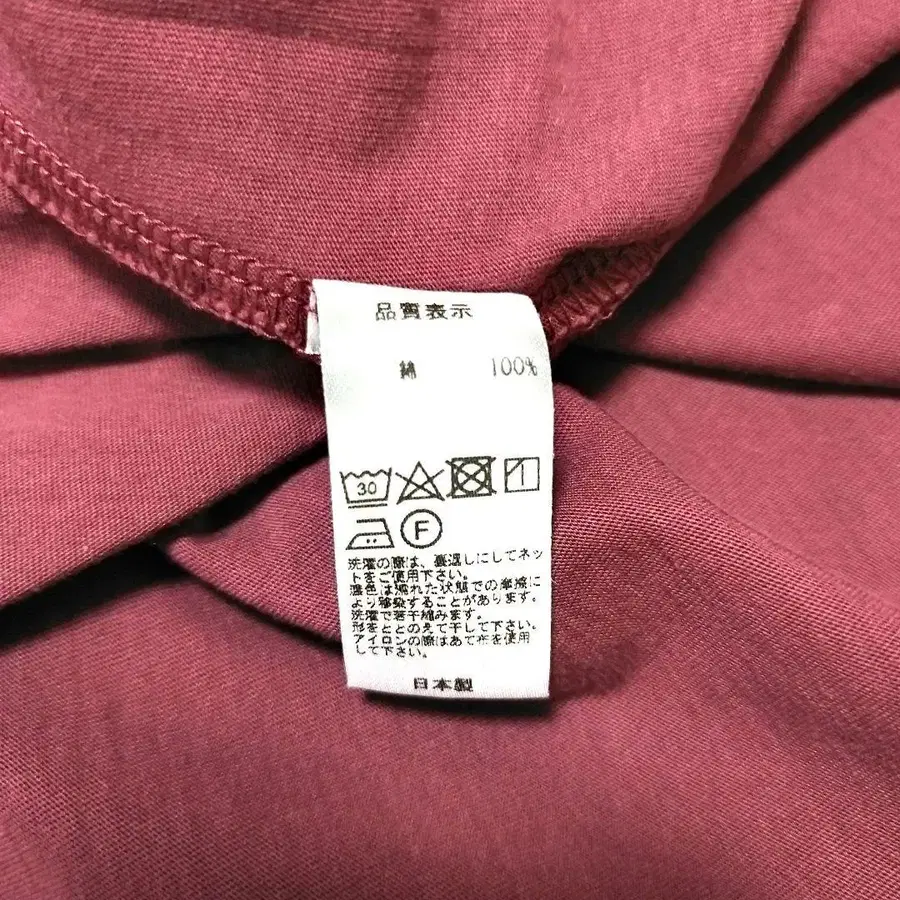 品質表示
綿 100%
30
F
洗濯の際は、裏返しにしてネッ
トをご使用下さい。
濃色は濡れた状態での摩擦に
より移染することがあります。
洗濯で若干縮みます。
形をととのえて干して下さい。
アイロンの際はあて布を使用
して下さい。
日本製